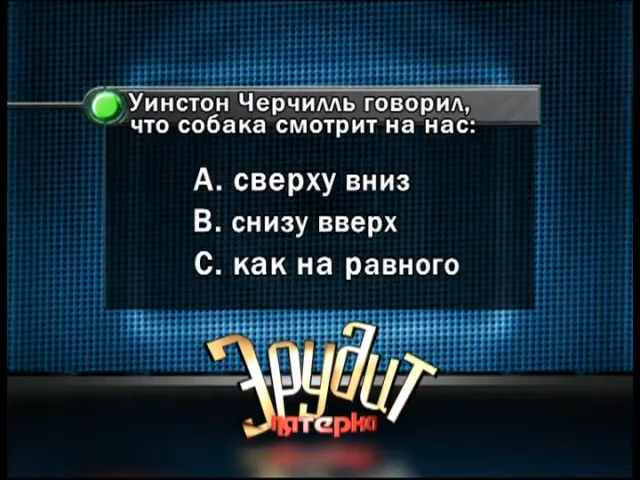 Уинстон Черчилль говорил,
что собака смотрит на нас:
A. сверху вниз
B. снизу вверх
C. как на равного
Эрудит
пятерка